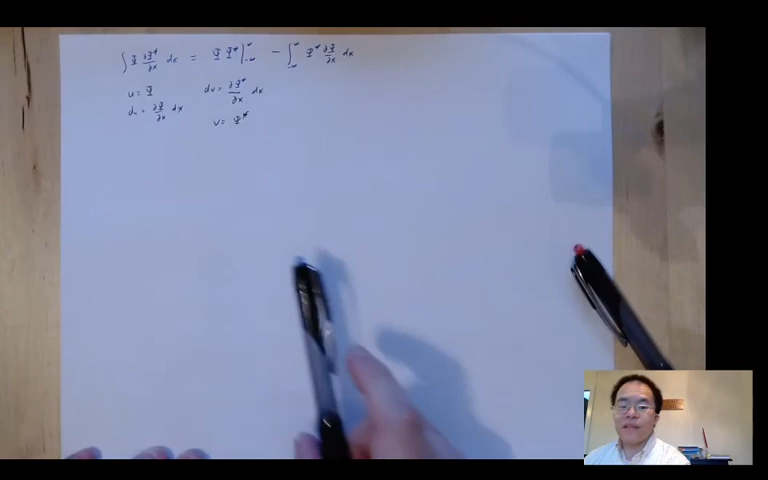 ∫ Ψ ∂Ψ*/∂x dx = Ψ Ψ* |_{-∞}^{∞} - ∫_{-∞}^{∞} Ψ* ∂Ψ/∂x dx
u = Ψ dv = ∂Ψ*/∂x dx
du = ∂Ψ/∂x dx
v = Ψ*